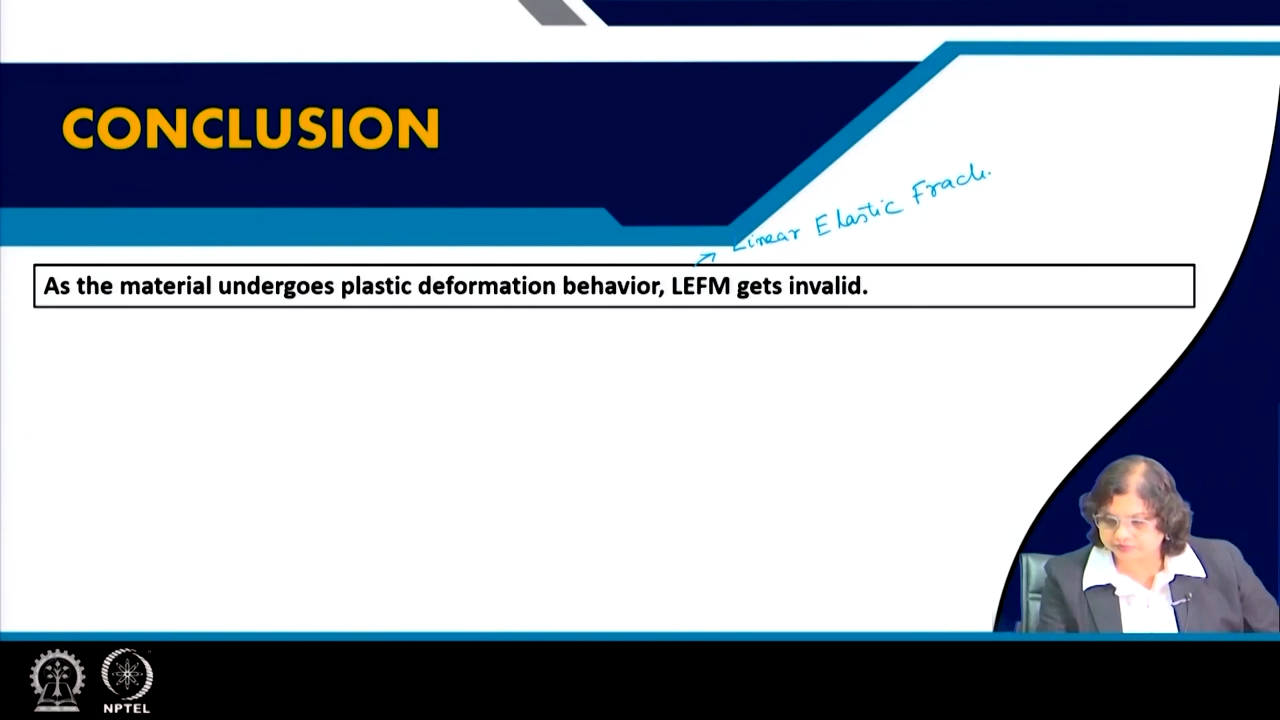 CONCLUSION
Linear Elastic Fract.
As the material undergoes plastic deformation behavior, LEFM gets invalid.
NPTEL